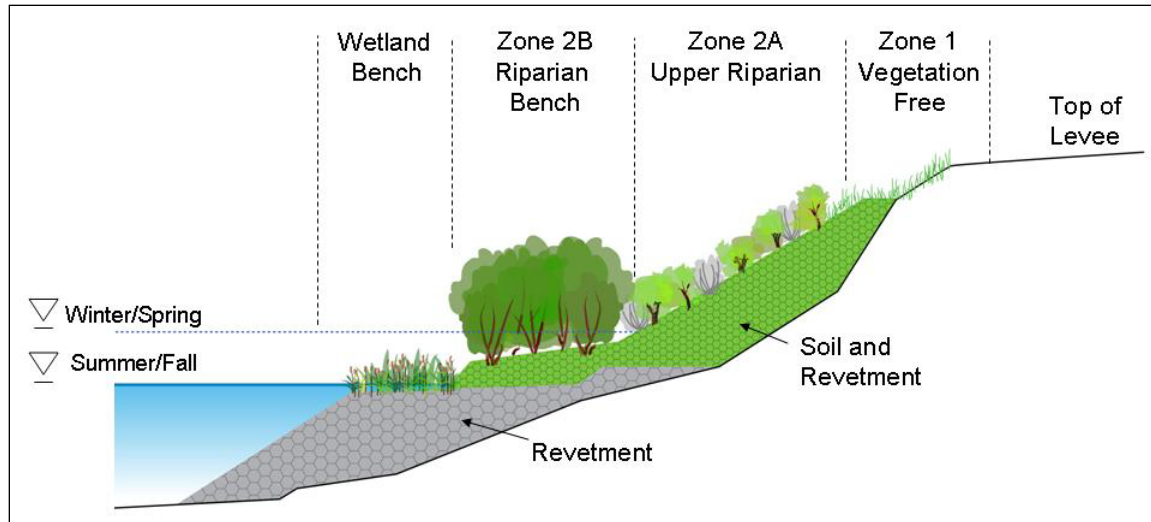 Wetland
Bench
Zone 2B
Riparian
Bench
Zone 2A
Upper Riparian
Zone 1
Vegetation
Free
Top of
Levee
Winter/Spring
Summer/Fall
Soil and
Revetment
Revetment